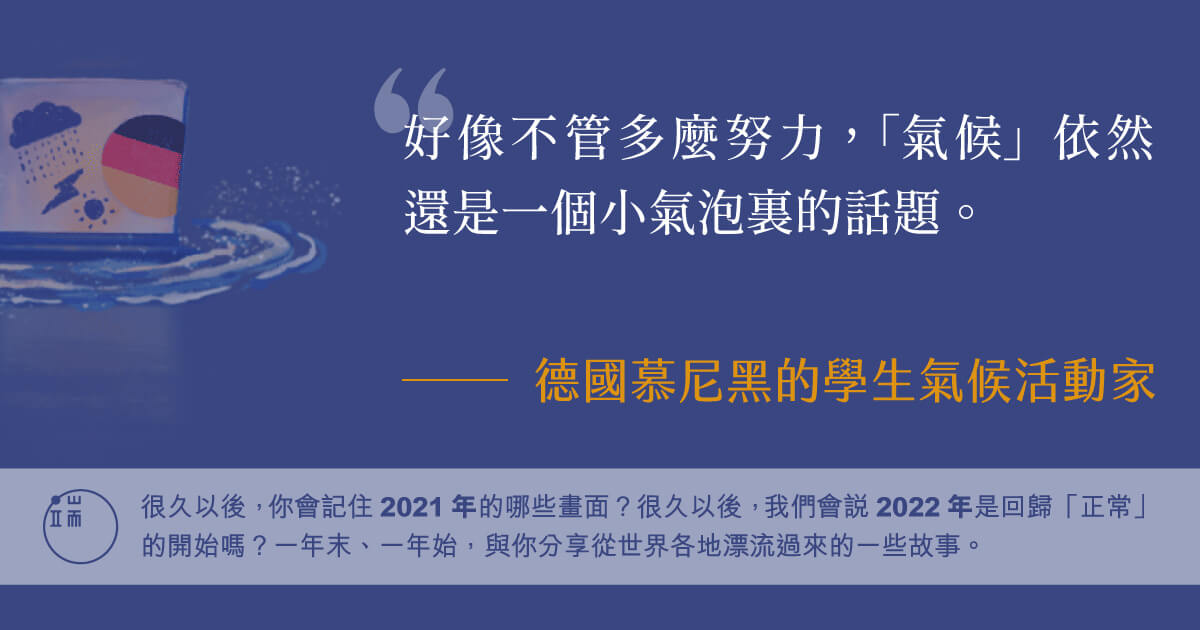 好像不管多麼努力，「氣候」依然
還是一個小氣泡裏的話題。
—— 德國慕尼黑的學生氣候活動家
端
很久以後，你會記住 2021 年的哪些畫面？很久以後，我們會説 2022 年是回歸「正常」
的開始嗎？一年末、一年始，與你分享從世界各地漂流過來的一些故事。